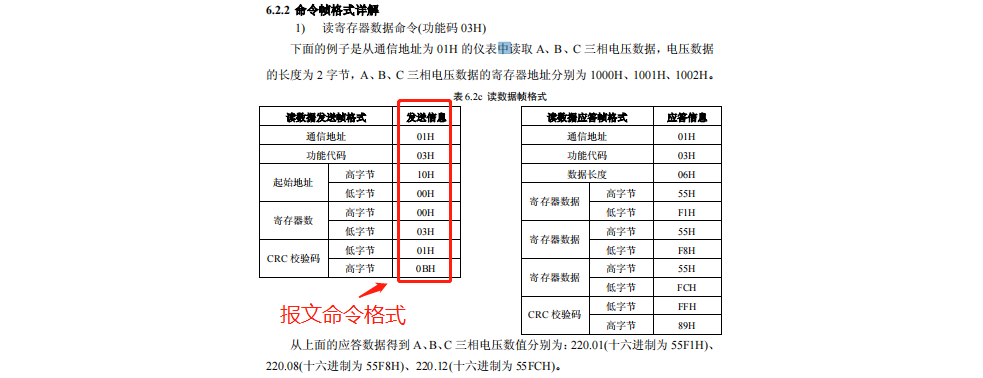 6.2.2 命令帧格式详解
1) 读寄存器数据命令(功能码 03H)
下面的例子是从通信地址为 01H 的仪表中读取 A、B、C 三相电压数据，电压数据
的长度为 2 字节，A、B、C 三相电压数据的寄存器地址分别为 1000H、1001H、1002H。
表 6.2c 读数据帧格式
读数据发送帧格式 发送信息
通信地址 01H
功能代码 03H
起始地址 高字节 10H
低字节 00H
寄存器数 高字节 00H
低字节 03H
CRC 校验码 低字节 01H
高字节 0BH
报文命令格式
读数据应答帧格式 应答信息
通信地址 01H
功能代码 03H
数据长度 06H
寄存器数据 高字节 55H
低字节 F1H
寄存器数据 高字节 55H
低字节 F8H
寄存器数据 高字节 55H
低字节 FCH
CRC 校验码 低字节 FFH
高字节 89H
从上面的应答数据得到 A、B、C 三相电压数值分别为：220.01(十六进制为 55F1H)、
220.08(十六进制为 55F8H)、220.12(十六进制为 55FCH)。